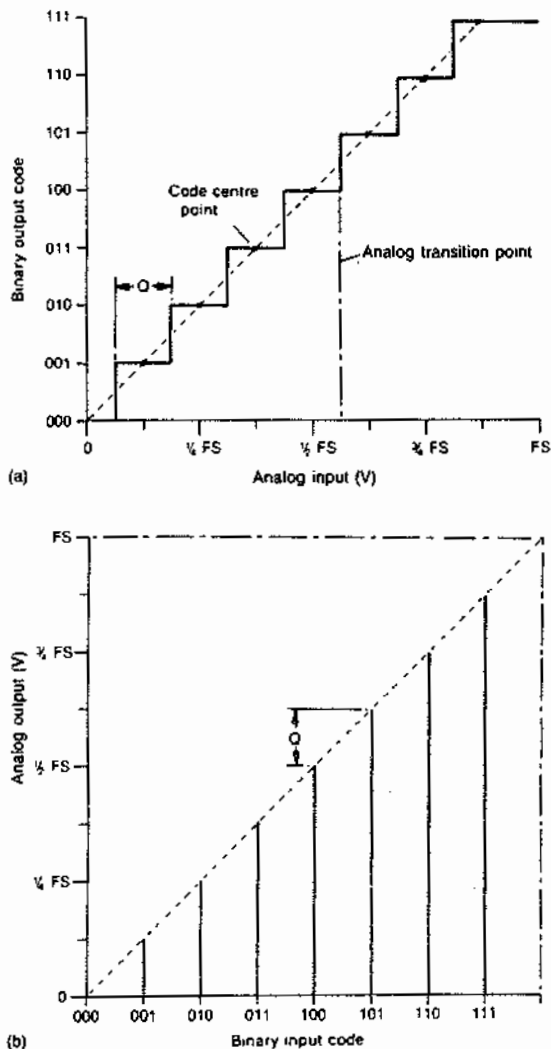 111
110
101
100
011
010
001
000
Binary output code
Code centre
point
Analog transition point
Q
0
¼ FS
½ FS
¾ FS
FS
Analog input (V)
(a)
FS
¾ FS
½ FS
¼ FS
0
Analog output (V)
Q
000 001 010 011 100 101 110 111
Binary input code
(b)